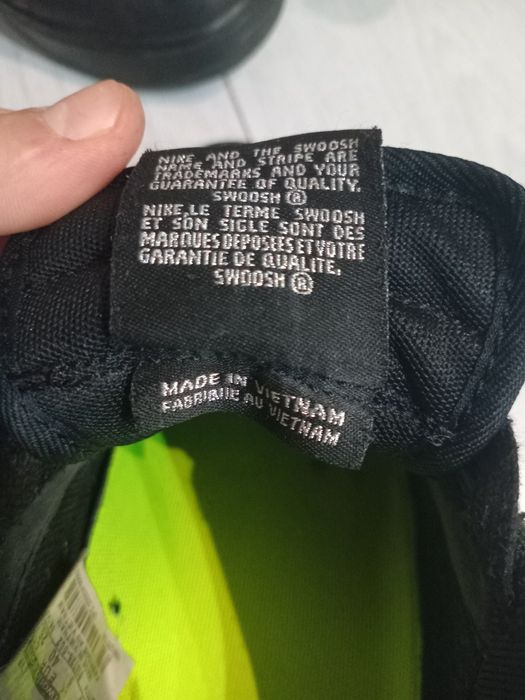 NIKE AND THE SWOOSH
NAME AND STRIPE ARE
TRADEMARKS AND YOUR
GUARANTEE OF QUALITY.
SWOOSH ®
NIKE,LE TERME SWOOSH
ET SON SIGLE SONT DES
MARQUES DEPOSEES ET VOTRE
GARANTIE DE QUALITE.
SWOOSH ®
MADE IN VIETNAM
FABRIQUE AU VIETNAM